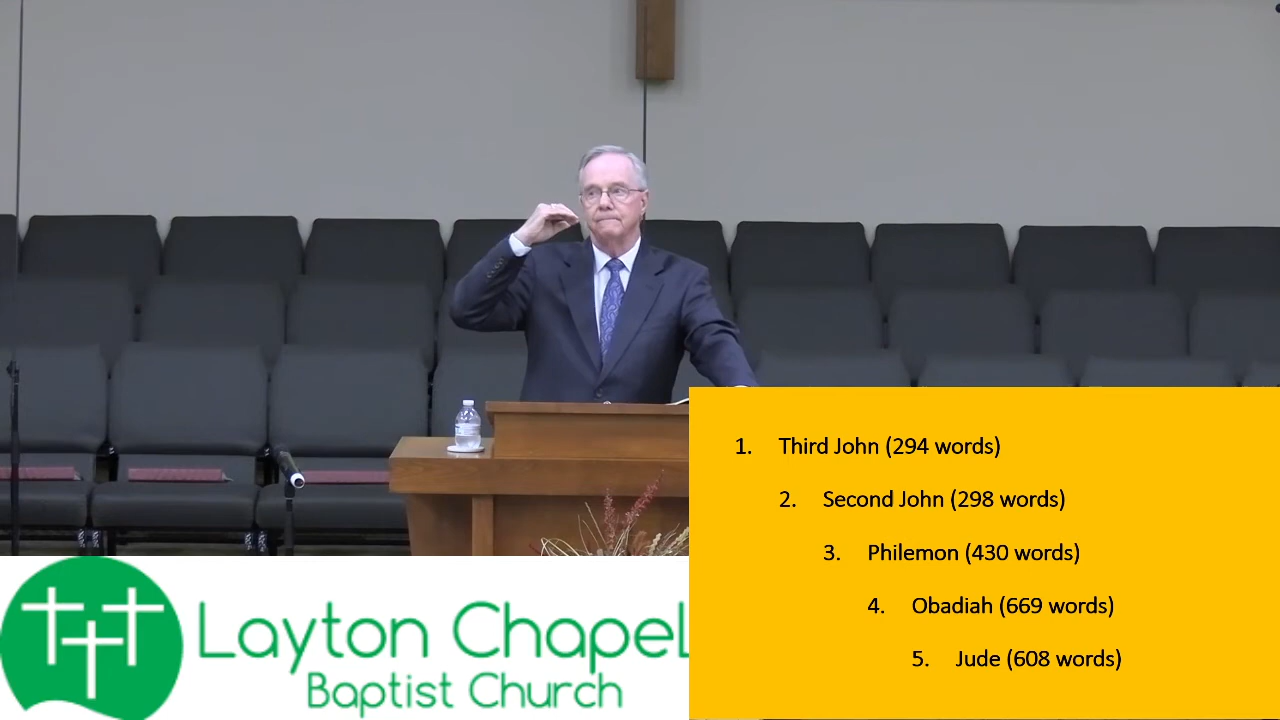 1. Third John (294 words)
2. Second John (298 words)
3. Philemon (430 words)
4. Obadiah (669 words)
5. Jude (608 words)
Layton Chapel
Baptist Church